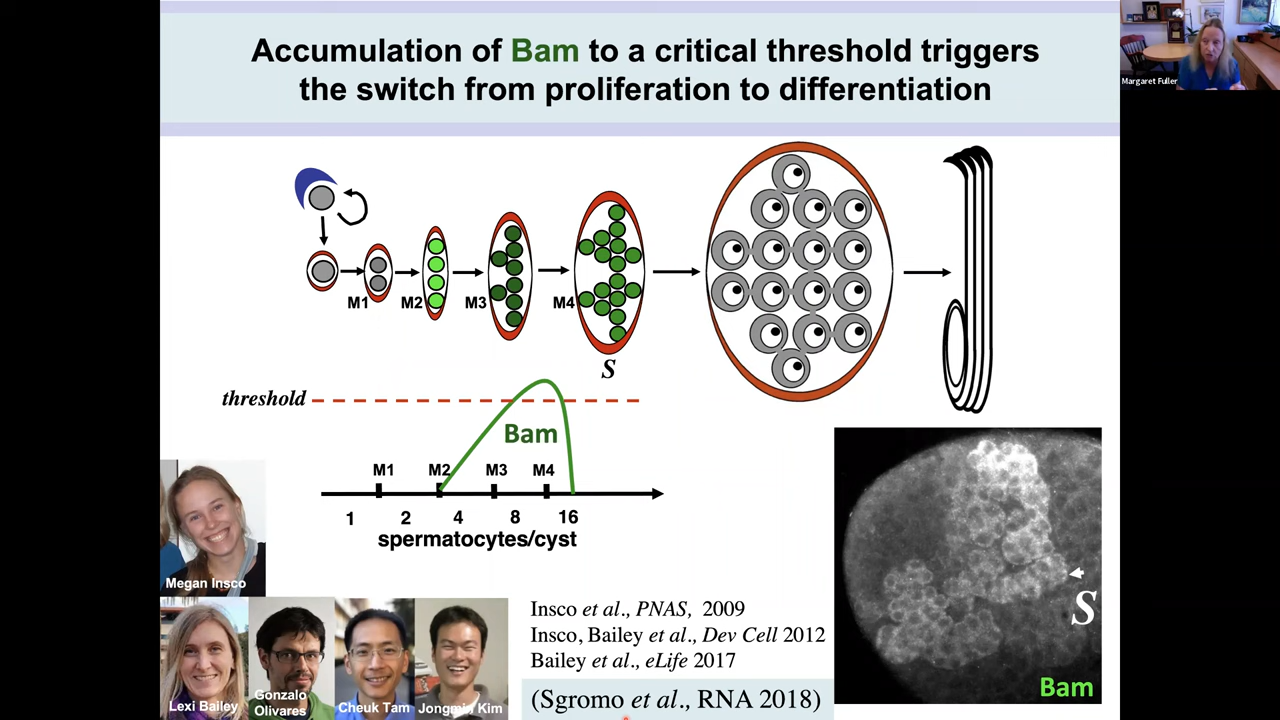 Accumulation of Bam to a critical threshold triggers
the switch from proliferation to differentiation
Margaret Fuller
M1
M2
M3
M4
S
threshold
Bam
M1
M2
M3
M4
1
2
4
8
16
spermatocytes/cyst
Megan Insco
Lexi Bailey
Gonzalo
Olivares
Cheuk Tam
Jongmin Kim
Insco et al., PNAS, 2009
Insco, Bailey et al., Dev Cell 2012
Bailey et al., eLife 2017
(Sgromo et al., RNA 2018)
S
Bam